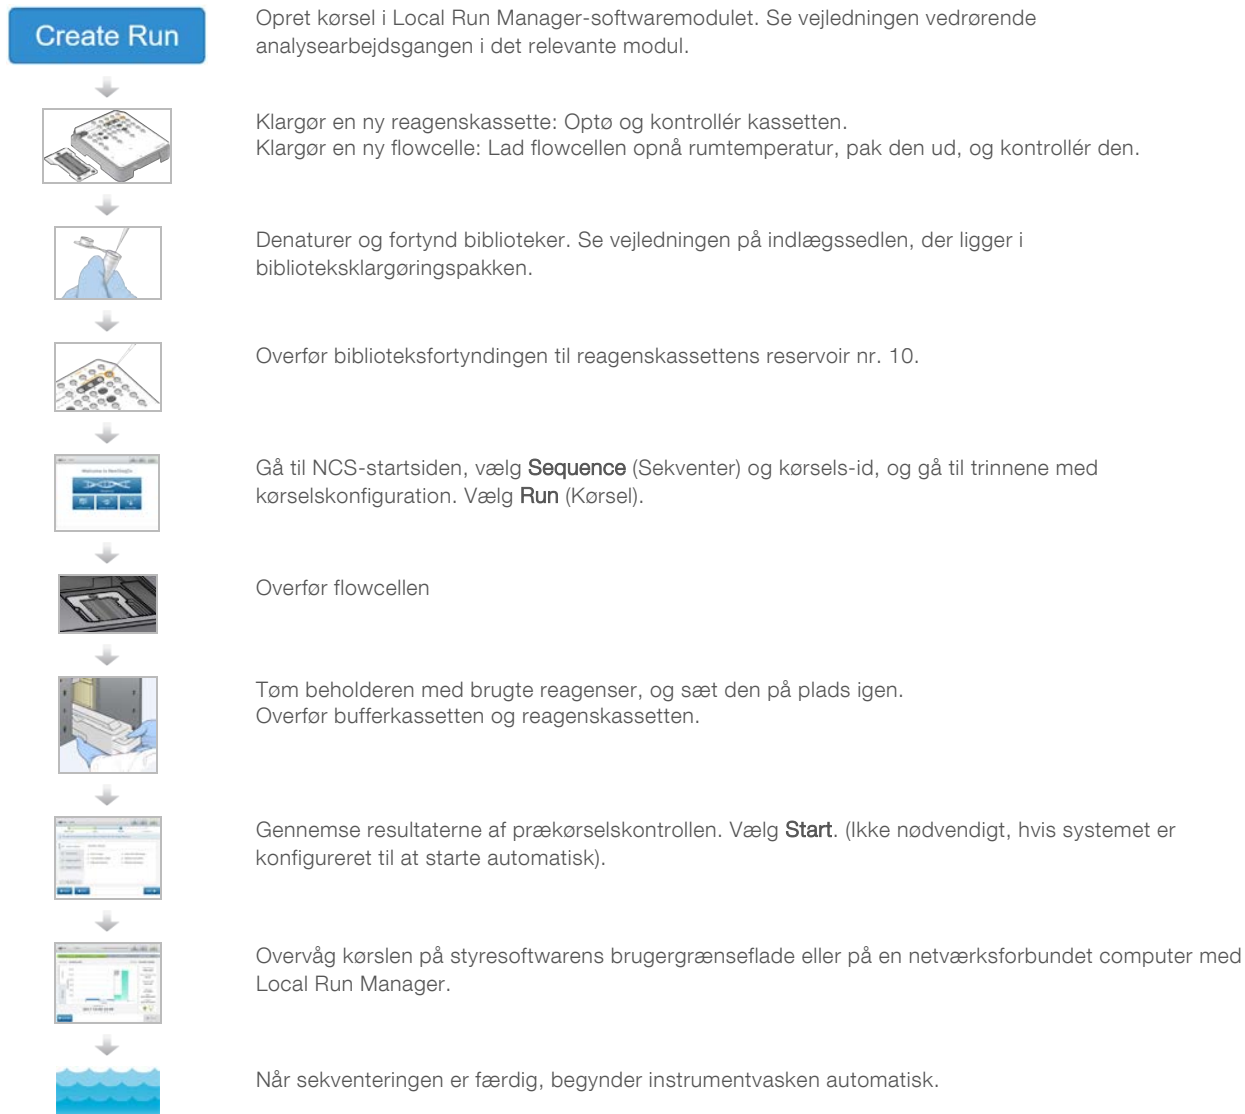 Create Run
Opret kørsel i Local Run Manager-softwaremodulet. Se vejledningen vedrørende
analysearbejdsgangen i det relevante modul.
Klargør en ny reagenskassette: Optø og kontrollér kassetten.
Klargør en ny flowcelle: Lad flowcellen opnå rumtemperatur, pak den ud, og kontrollér den.
Denaturer og fortynd biblioteker. Se vejledningen på indlægssedlen, der ligger i
biblioteksklargøringspakken.
Overfør biblioteksfortyndingen til reagenskassettens reservoir nr. 10.
Gå til NCS-startsiden, vælg Sequence (Sekventer) og kørsels-id, og gå til trinnene med
kørselskonfiguration. Vælg Run (Kørsel).
Overfør flowcellen
Tøm beholderen med brugte reagenser, og sæt den på plads igen.
Overfør bufferkassetten og reagenskassetten.
Gennemse resultaterne af prækørselskontrollen. Vælg Start. (Ikke nødvendigt, hvis systemet er
konfigureret til at starte automatisk).
Overvåg kørslen på styresoftwarens brugergrænseflade eller på en netværksforbundet computer med
Local Run Manager.
Når sekventeringen er færdig, begynder instrumentvasken automatisk.